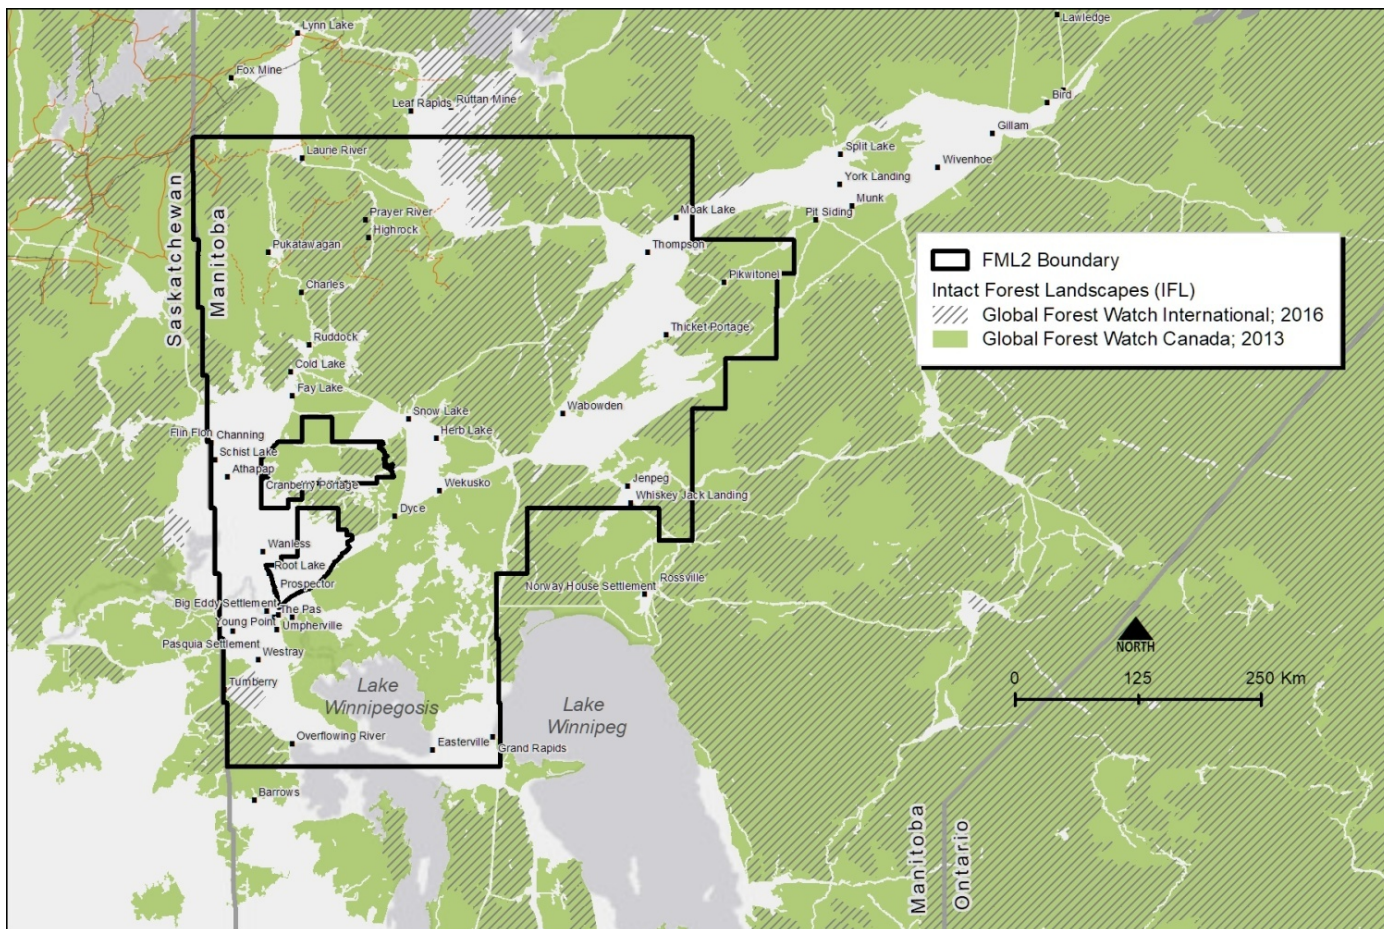 Lynn Lake
Lawledge
Fox Mine
Leaf Rapids
Ruttan Mine
Bird
Gillam
Laurie River
Split Lake
Wivenhoe
York Landing
Munk
Pit Siding
Moak Lake
Prayer River
Highrock
Saskatchewan
Manitoba
Pukatawagan
Thompson
Pikwitonei
Charles
FML2 Boundary
Intact Forest Landscapes (IFL)
Global Forest Watch International; 2016
Global Forest Watch Canada; 2013
Thicket Portage
Ruddock
Cold Lake
Fay Lake
Snow Lake
Wabowden
Herb Lake
Flin Flon
Channing
Schist Lake
Athapap
Cranberry Portage
Wekusko
Jenpeg
Whiskey Jack Landing
Dyce
Wanless
Root Lake
Prospector
Norway House Settlement
Rossville
Big Eddy Settlement
The Pas
Young Point
Umpherville
Pasquia Settlement
Westray
NORTH
0
125
250 Km
Turnberry
Lake
Winnipegosis
Lake
Winnipeg
Overflowing River
Easterville
Grand Rapids
Barrows
Manitoba
Ontario